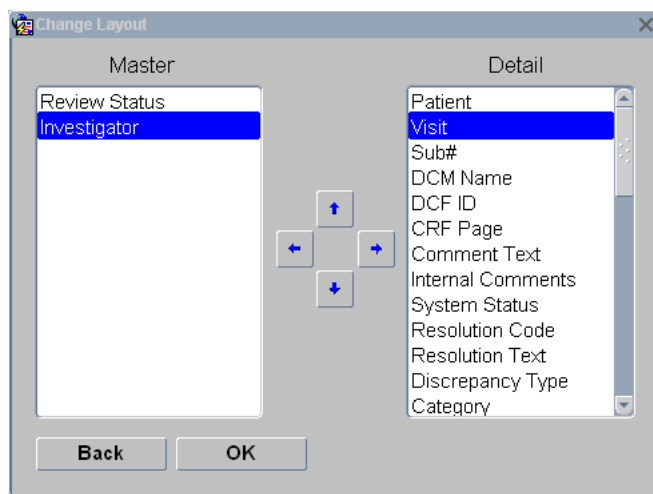 Change Layout
Master
Detail
Review Status
Investigator
Patient
Visit
Sub#
DCM Name
DCF ID
CRF Page
Comment Text
Internal Comments
System Status
Resolution Code
Resolution Text
Discrepancy Type
Category
Back
OK